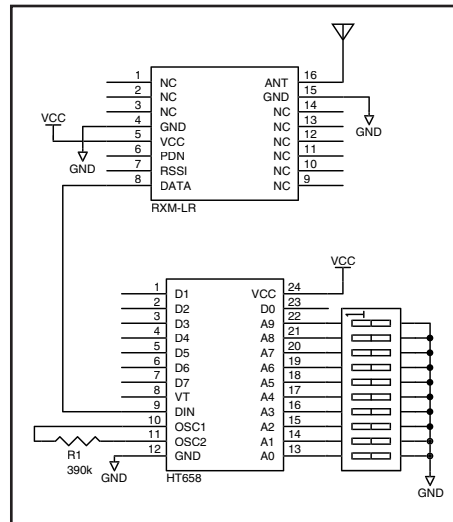 1 NC ANT 16
2 NC GND 15
3 NC NC 14
4 GND NC 13
VCC
5 VCC NC 12
GND
6 PDN NC 11
GND
7 RSSI NC 10
8 DATA NC 9
RXM-LR
VCC
1 D1 VCC 24
2 D2 D0 23
1
3 D3 A9 22
4 D4 A8 21
5 D5 A7 20
6 D6 A6 19
7 D7 A5 18
8 VT A4 17
9 DIN A3 16
10 OSC1 A2 15
11 OSC2 A1 14
12 GND A0 13
R1
390k
GND
HT658
GND